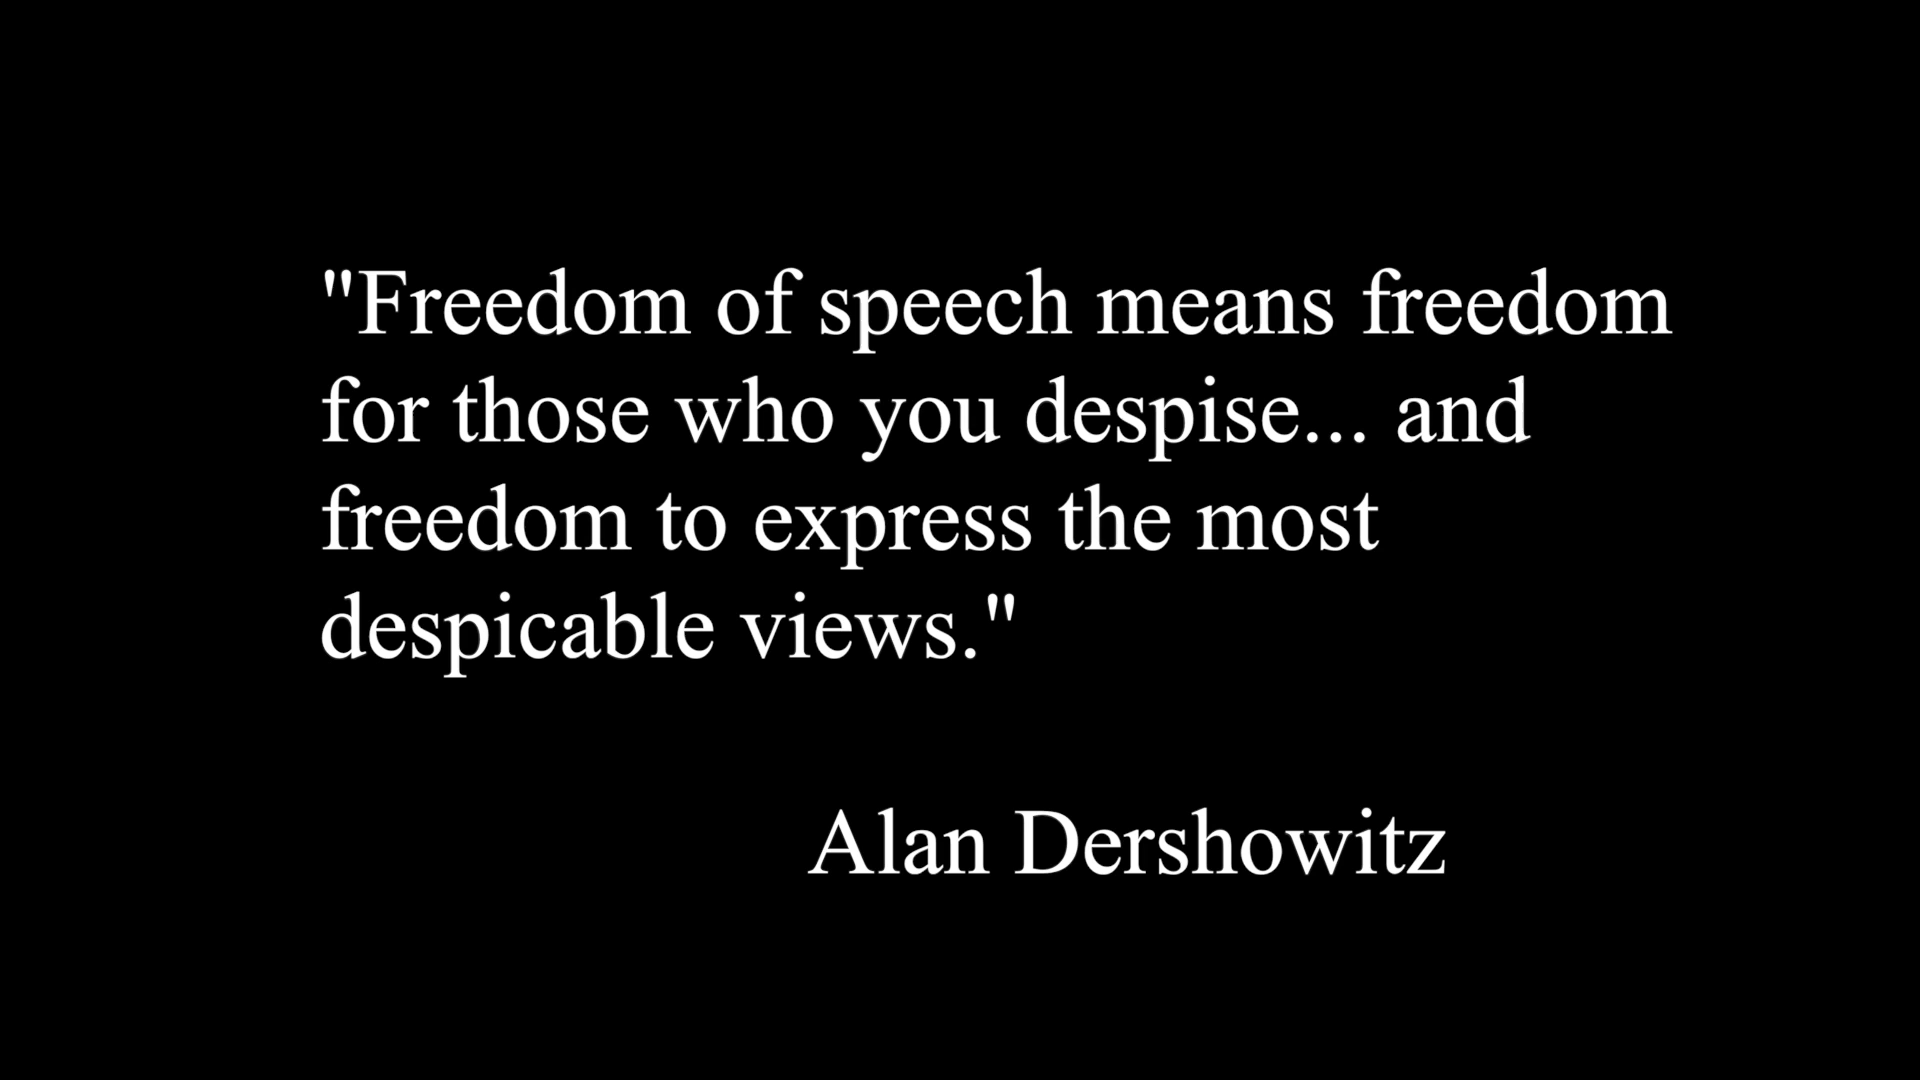 "Freedom of speech means freedom
for those who you despise... and
freedom to express the most
despicable views."
Alan Dershowitz